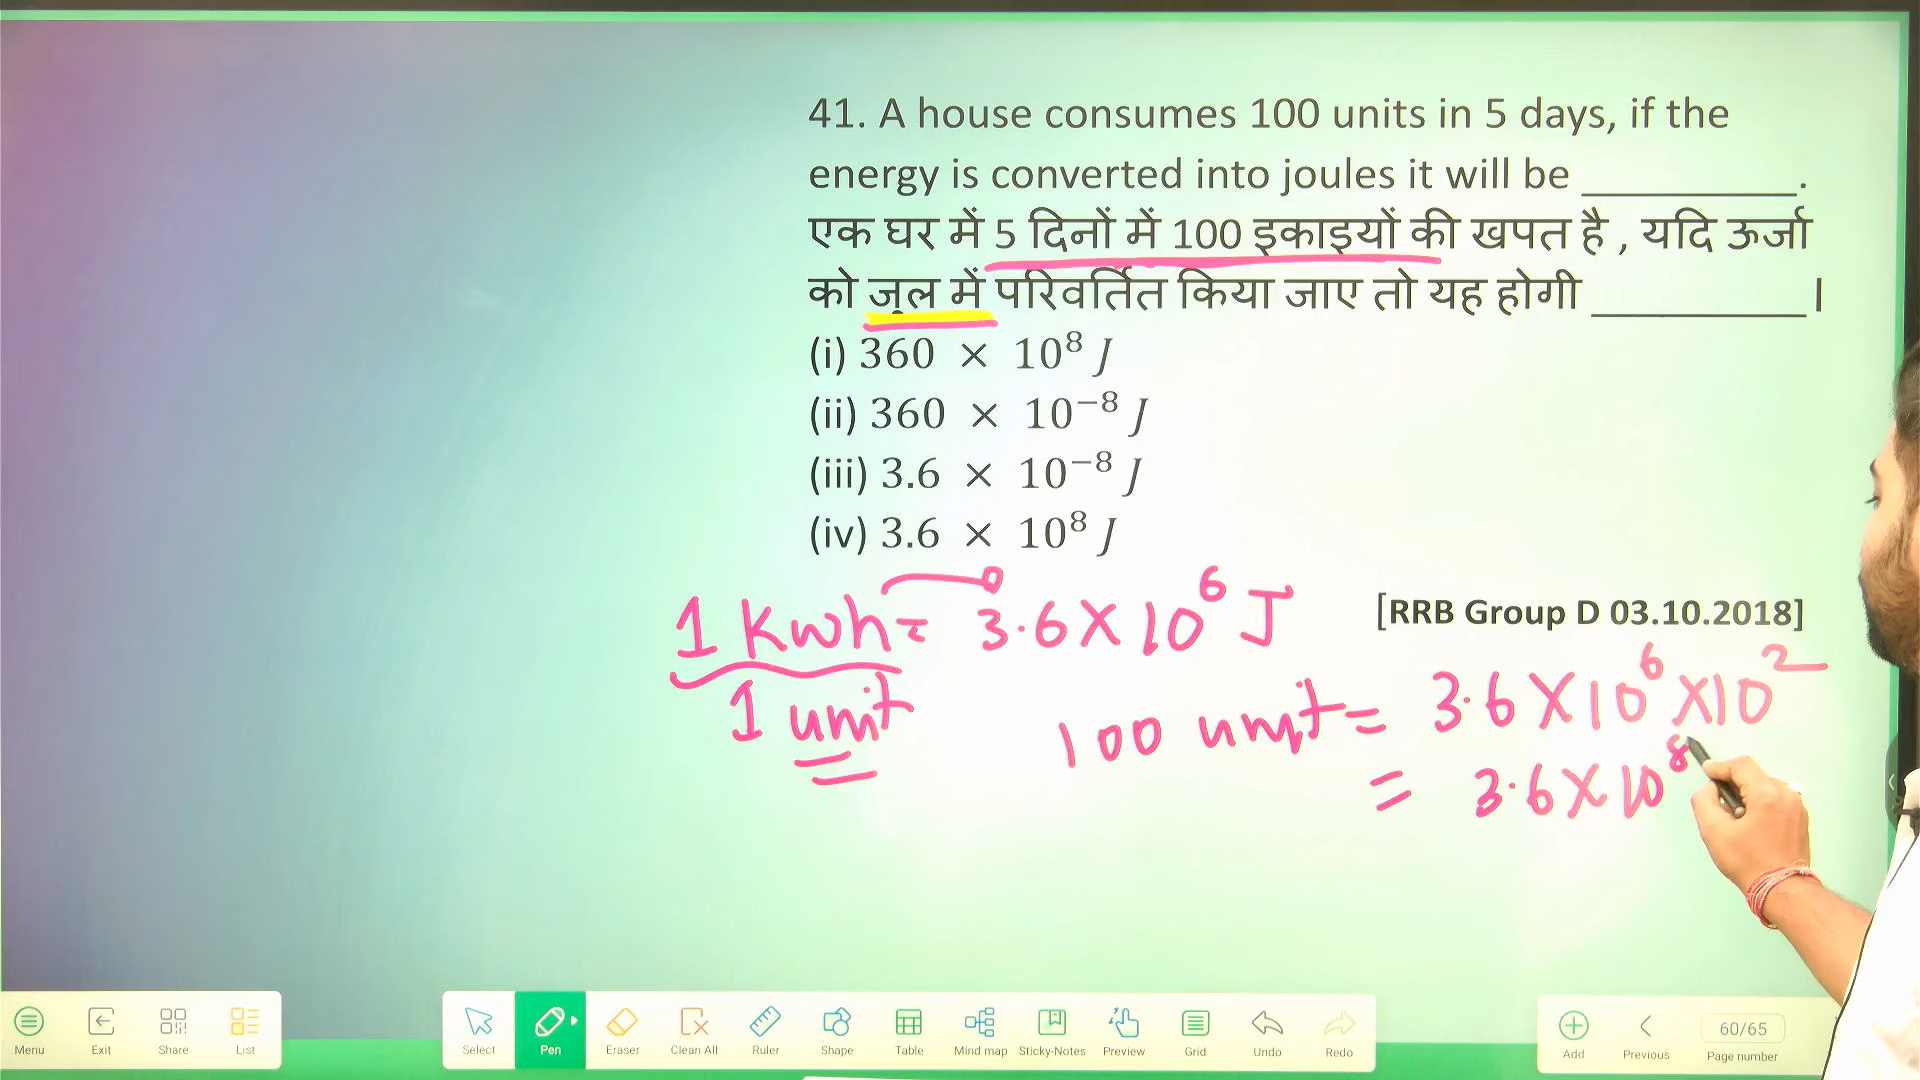 41. A house consumes 100 units in 5 days, if the
energy is converted into joules it will be __________.
एक घर में 5 दिनों में 100 इकाइयों की खपत है , यदि ऊर्जा
को जूल में परिवर्तित किया जाए तो यह होगी __________।
(i) 360 × 10⁸ J
(ii) 360 × 10⁻⁸ J
(iii) 3.6 × 10⁻⁸ J
(iv) 3.6 × 10⁸ J
[RRB Group D 03.10.2018]
1 Kwh = 3.6 X 10⁶ J
1 unit
100 unit = 3.6 X 10⁶ X 10²
= 3.6 X 10⁸
Menu Exit Share List Select Pen Eraser Clean All Ruler Shape Table Mind map Sticky-Notes Preview Grid Undo Redo Add Previous 60/65 Page number